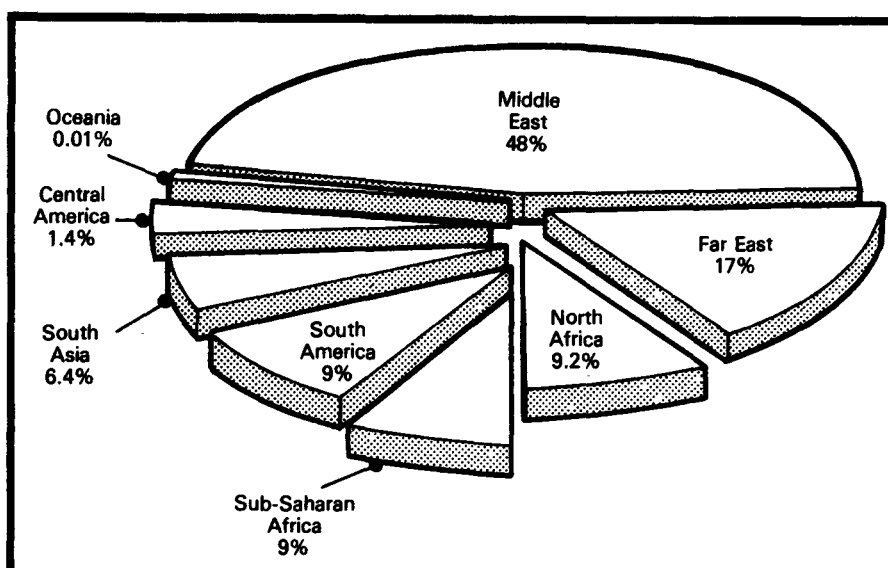 Middle
East
48%
Oceania
0.01%
Central
America
1.4%
South
Asia
6.4%
South
America
9%
Sub-Saharan
Africa
9%
North
Africa
9.2%
Far East
17%